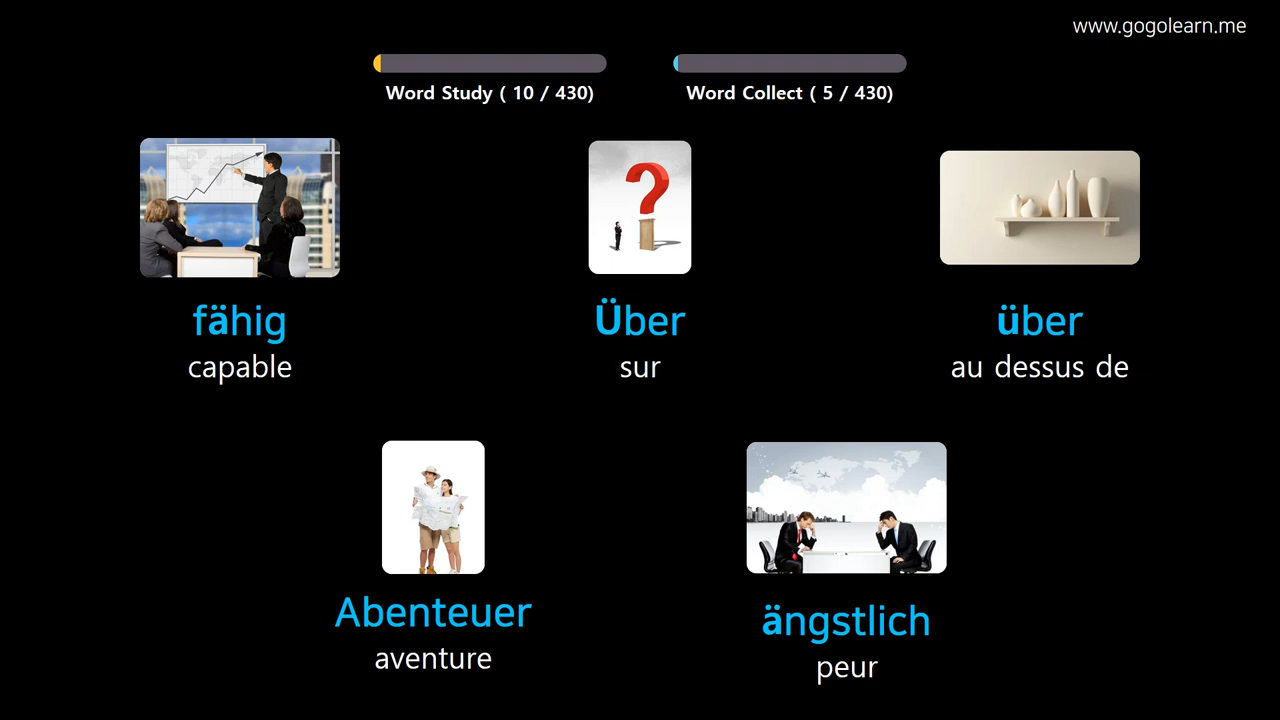 www.gogolearn.me
Word Study ( 10 / 430)
Word Collect ( 5 / 430)
fähig
capable
Über
sur
über
au dessus de
Abenteuer
aventure
ängstlich
peur